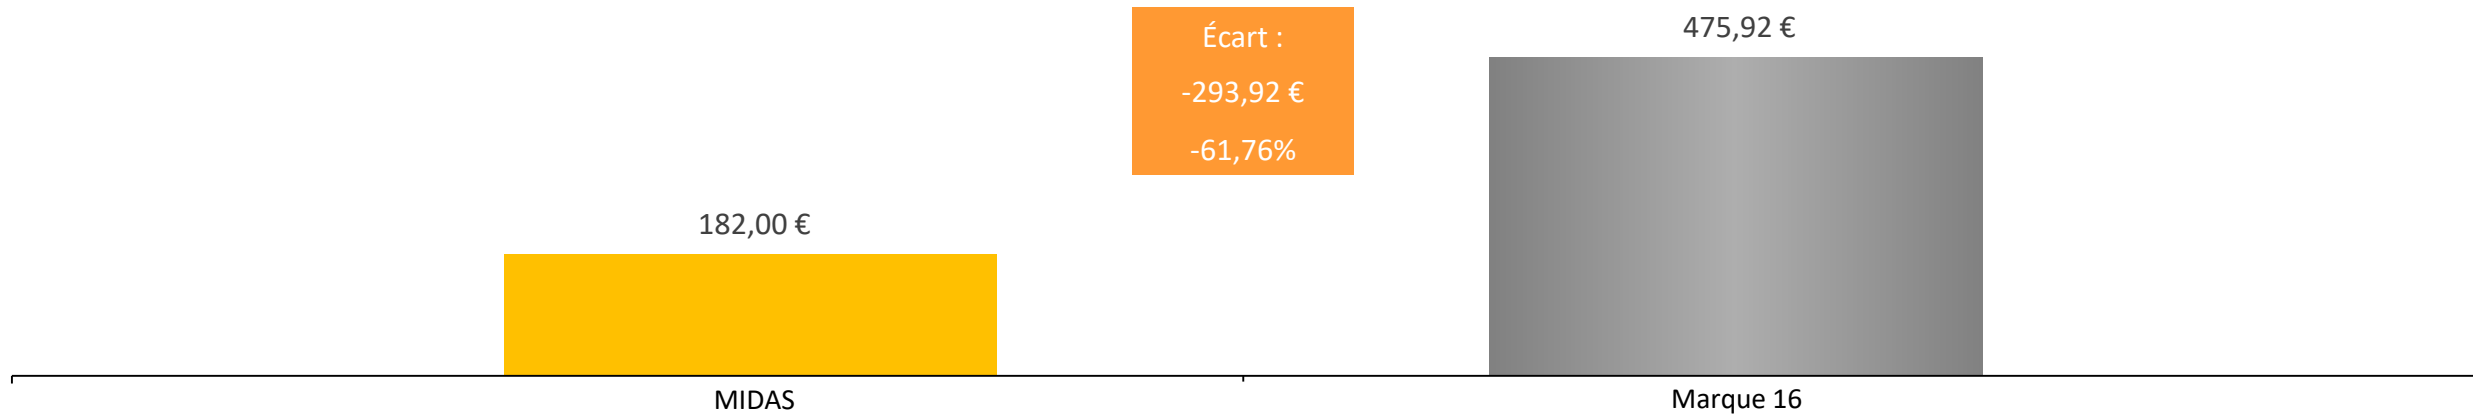 Écart :
-293,92 €
-61,76%
475,92 €
182,00 €
MIDAS
Marque 16